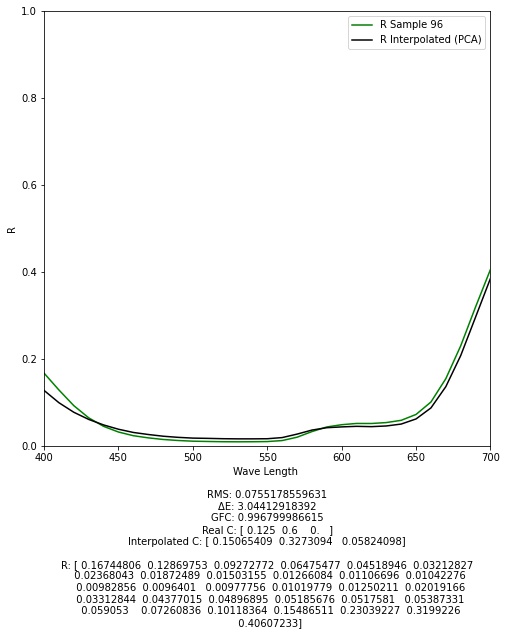 1.0
0.8
0.6
0.4
0.2
0.0
R
R Sample 96
R Interpolated (PCA)
400 450 500 550 600 650 700
Wave Length
RMS: 0.0755178559631
ΔE: 3.04412918392
GFC: 0.996799986615
Real C: [ 0.125 0.6 0. ]
Interpolated C: [ 0.15065409 0.3273094 0.05824098]
R: [ 0.16744806 0.12869753 0.09272772 0.06475477 0.04518946 0.03212827
0.02368043 0.01872489 0.01503155 0.01266084 0.01106696 0.01042276
0.00982856 0.0096401 0.00977756 0.01019779 0.01250211 0.02019166
0.03312844 0.04377015 0.04896895 0.05185676 0.0517581 0.05387331
0.059053 0.07260836 0.10118364 0.15486511 0.23039227 0.3199226
0.40607233]